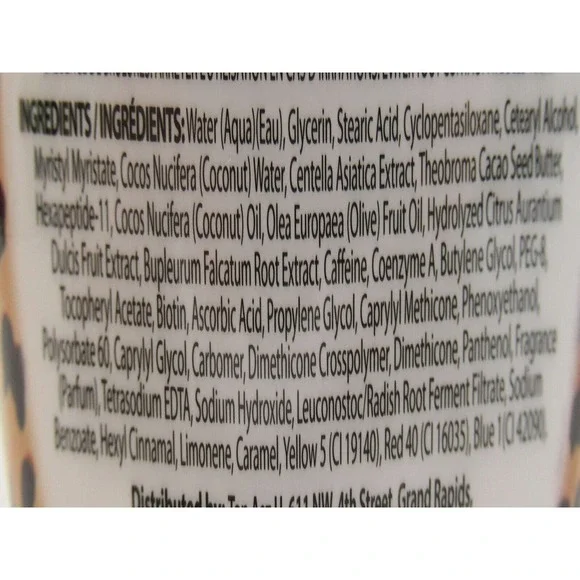 INGREDIENTS / INGRÉDIENTS: Water (Aqua)(Eau), Glycerin, Stearic Acid, Cyclopentasiloxane, Cetearyl Alcohol,
Myristyl Myristate, Cocos Nucifera (Coconut) Water, Centella Asiatica Extract, Theobroma Cacao Seed Butter,
Hexapeptide-11, Cocos Nucifera (Coconut) Oil, Olea Europaea (Olive) Fruit Oil, Hydrolyzed Citrus Aurantium
Dulcis Fruit Extract, Bupleurum Falcatum Root Extract, Caffeine, Coenzyme A, Butylene Glycol, PEG-8,
Tocopheryl Acetate, Biotin, Ascorbic Acid, Propylene Glycol, Caprylyl Methicone, Phenoxyethanol,
Polysorbate 60, Caprylyl Glycol, Carbomer, Dimethicone Crosspolymer, Dimethicone, Panthenol, Fragrance
(Parfum), Tetrasodium EDTA, Sodium Hydroxide, Leuconostoc/Radish Root Ferment Filtrate, Sodium
Benzoate, Hexyl Cinnamal, Limonene, Caramel, Yellow 5 (CI 19140), Red 40 (CI 16035), Blue 1(CI 42090).
Distributed by: 611 NW. 4th Street, Grand Rapids,